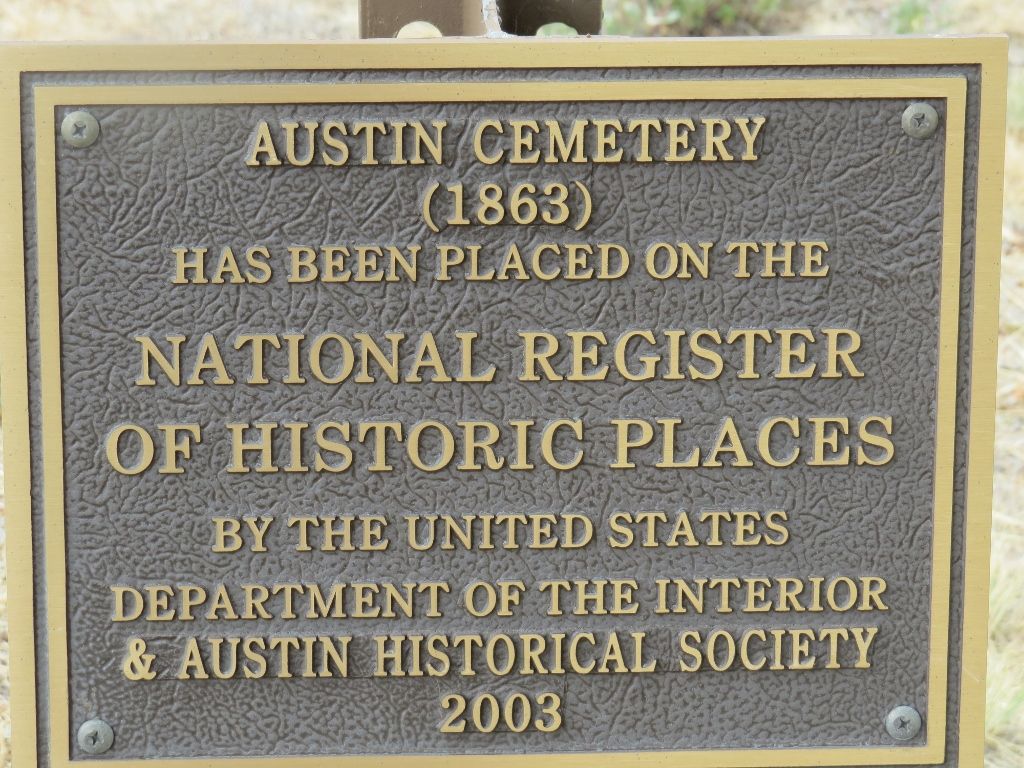 AUSTIN CEMETERY
(1863)
HAS BEEN PLACED ON THE
NATIONAL REGISTER
OF HISTORIC PLACES
BY THE UNITED STATES
DEPARTMENT OF THE INTERIOR
& AUSTIN HISTORICAL SOCIETY
2003